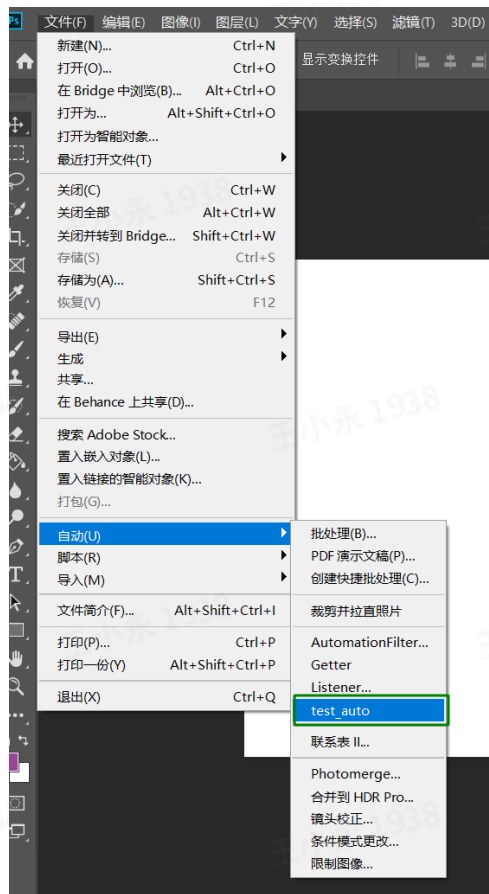 Ps 文件(F) 编辑(E) 图像(I) 图层(L) 文字(Y) 选择(S) 滤镜(T) 3D(D)
显示变换控件
新建(N)... Ctrl+N
打开(O)... Ctrl+O
在 Bridge 中浏览(B)... Alt+Ctrl+O
打开为... Alt+Shift+Ctrl+O
打开为智能对象...
最近打开文件(T)
关闭(C) Ctrl+W
关闭全部 Alt+Ctrl+W
关闭并转到 Bridge... Shift+Ctrl+W
存储(S) Ctrl+S
存储为(A)... Shift+Ctrl+S
恢复(V) F12
导出(E)
生成
共享...
在 Behance 上共享(D)...
搜索 Adobe Stock...
置入嵌入对象(L)...
置入链接的智能对象(K)...
打包(G)...
自动(U)
脚本(R)
导入(M)
文件简介(F)... Alt+Shift+Ctrl+I
打印(P)... Ctrl+P
打印一份(Y) Alt+Shift+Ctrl+P
退出(X) Ctrl+Q
批处理(B)...
PDF 演示文稿(P)...
创建快捷批处理(C)...
裁剪并拉直照片
AutomationFilter...
Getter
Listener...
test_auto
联系表 II...
Photomerge...
合并到 HDR Pro...
镜头校正...
条件模式更改...
限制图像...
王小永 1938